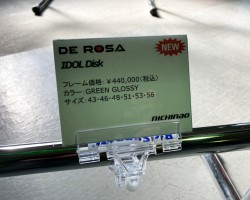 DE ROSA
NEW
IDOL Disk
フレーム価格：￥440,000(税込)
カラー：GREEN GLOSSY
サイズ：43-46-48-51-53-56
nichinao